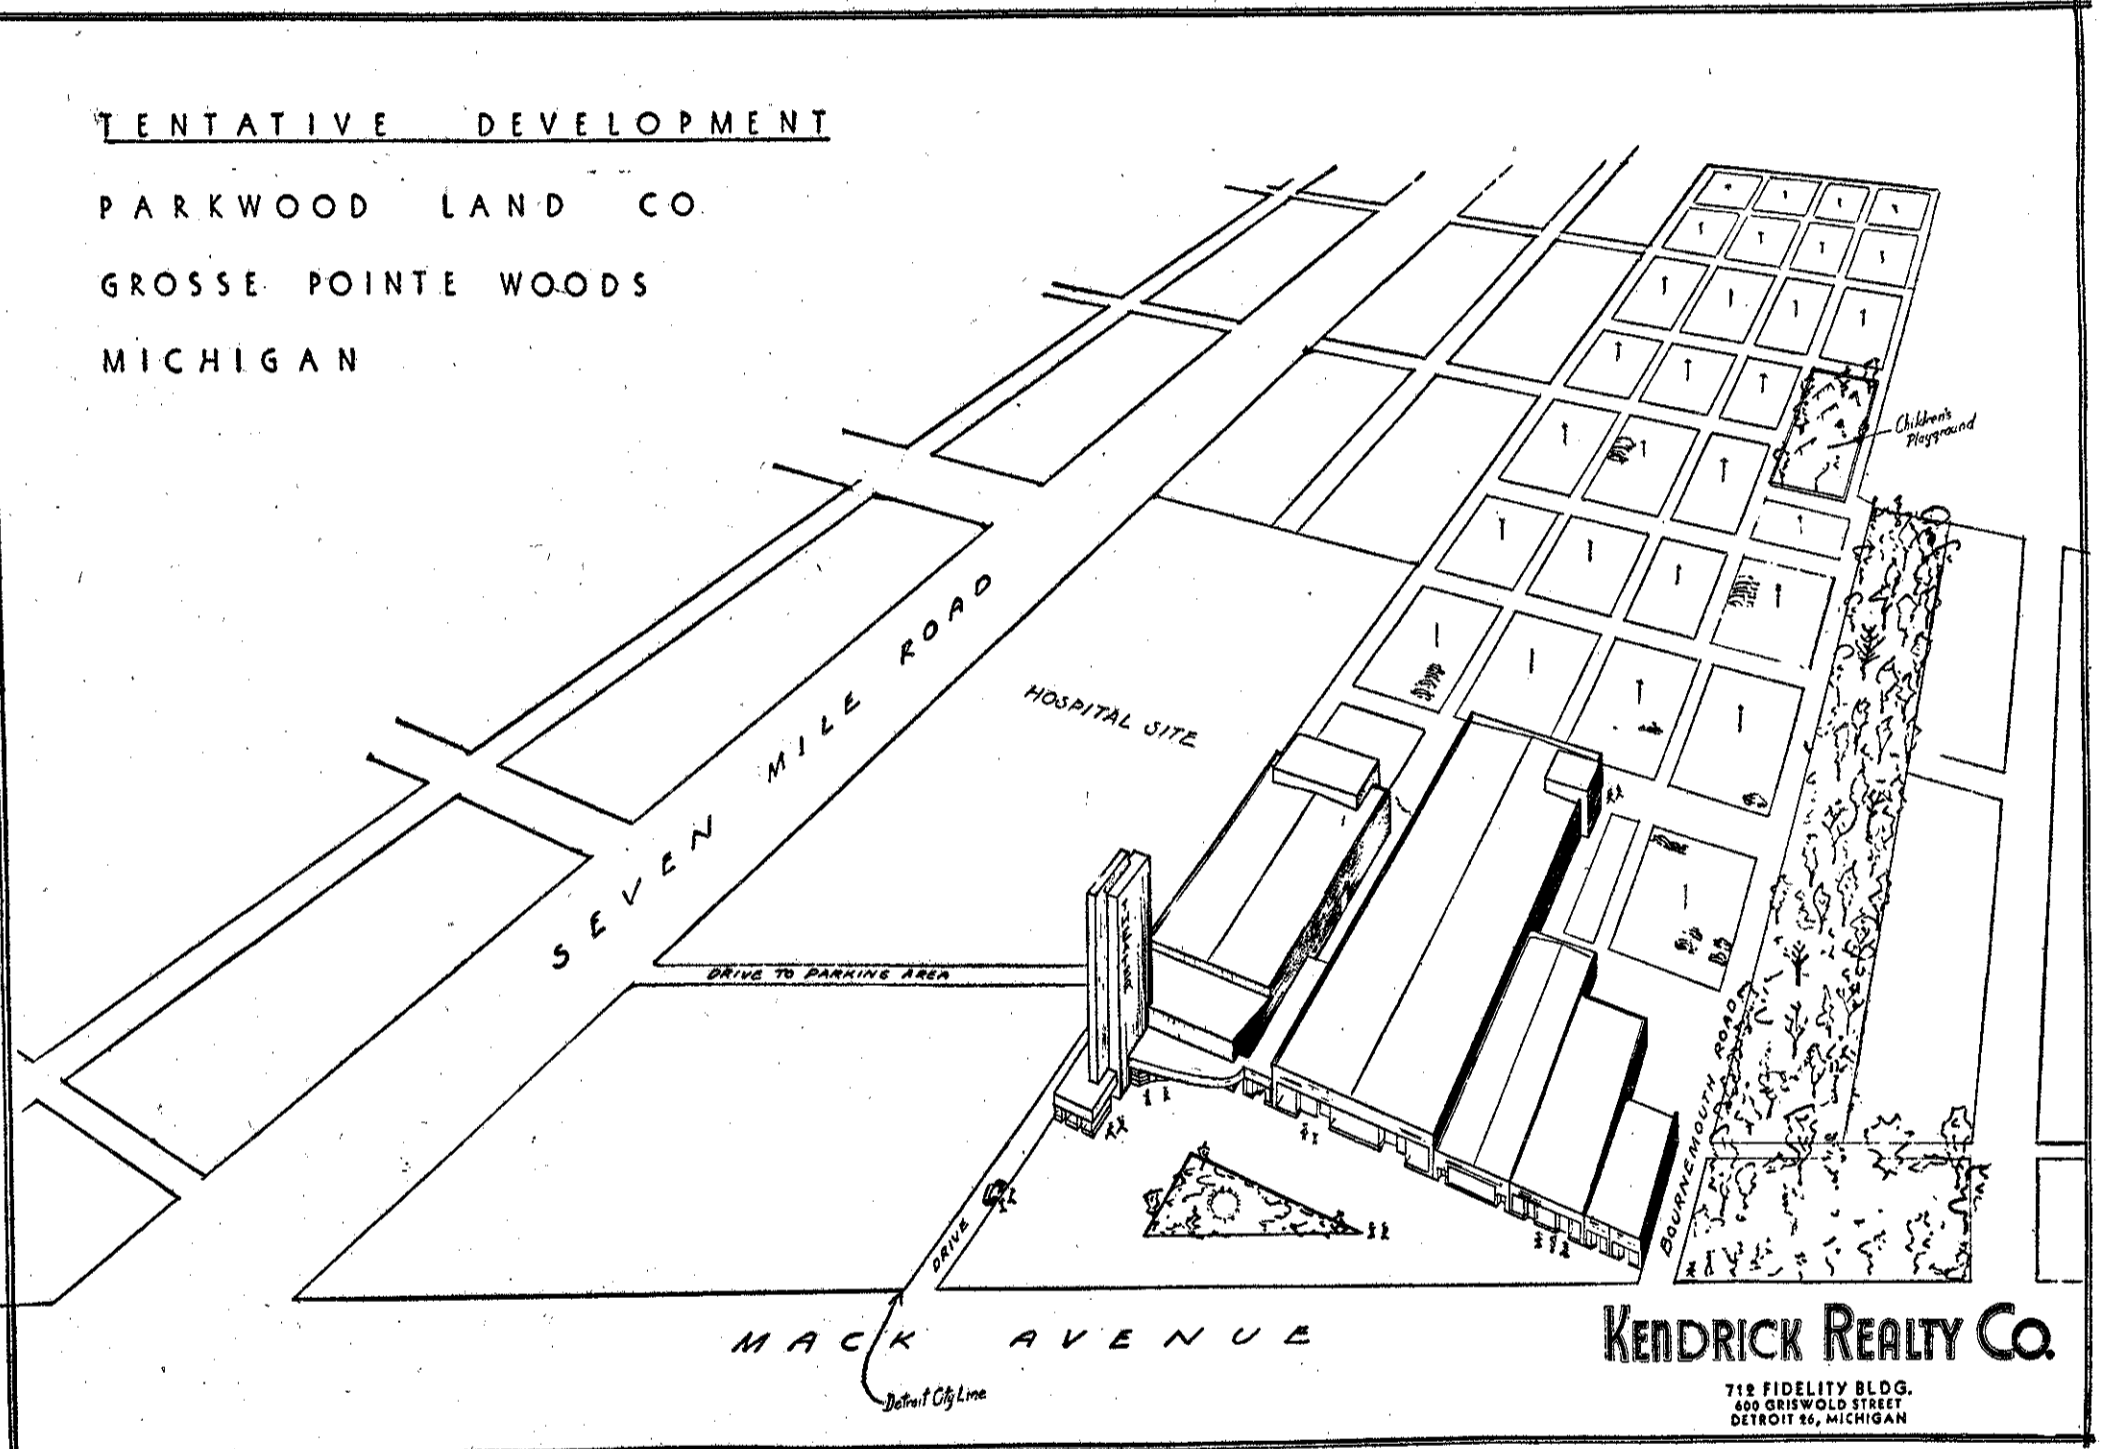 TENTATIVE DEVELOPMENT
PARKWOOD LAND CO.
GROSSE POINTE WOODS
MICHIGAN
Children's
Playground
SEVEN MILE ROAD
HOSPITAL SITE
DRIVE TO PARKING AREA
BOURNEMOUTH ROAD
DRIVE
MACK AVENUE
Detroit City Line
KENDRICK REALTY CO.
712 FIDELITY BLDG.
600 GRISWOLD STREET
DETROIT 26, MICHIGAN